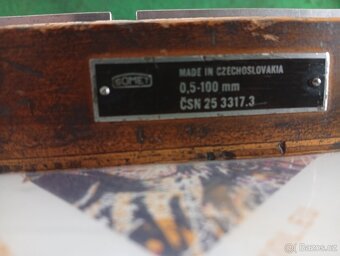 SOMET
MADE IN CZECHOSLOVAKIA
0,5-100 mm
ČSN 25 3317.3
Bazos.cz